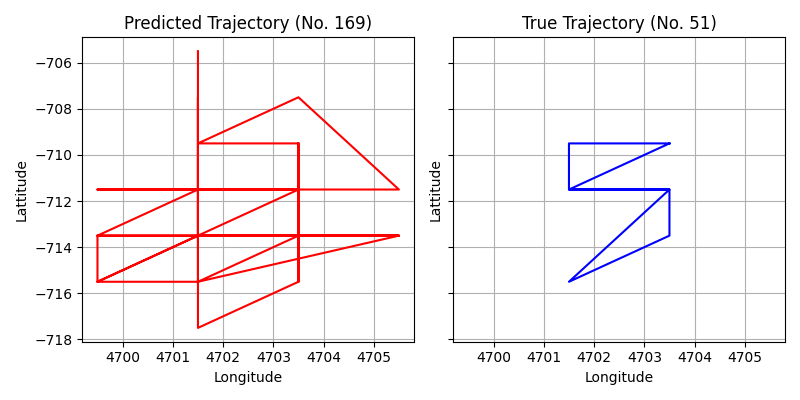 Predicted Trajectory (No. 169)
True Trajectory (No. 51)
−706
−708
−710
−712
−714
−716
−718
Lattitude
Lattitude
4700 4701 4702 4703 4704 4705
4700 4701 4702 4703 4704 4705
Longitude
Longitude